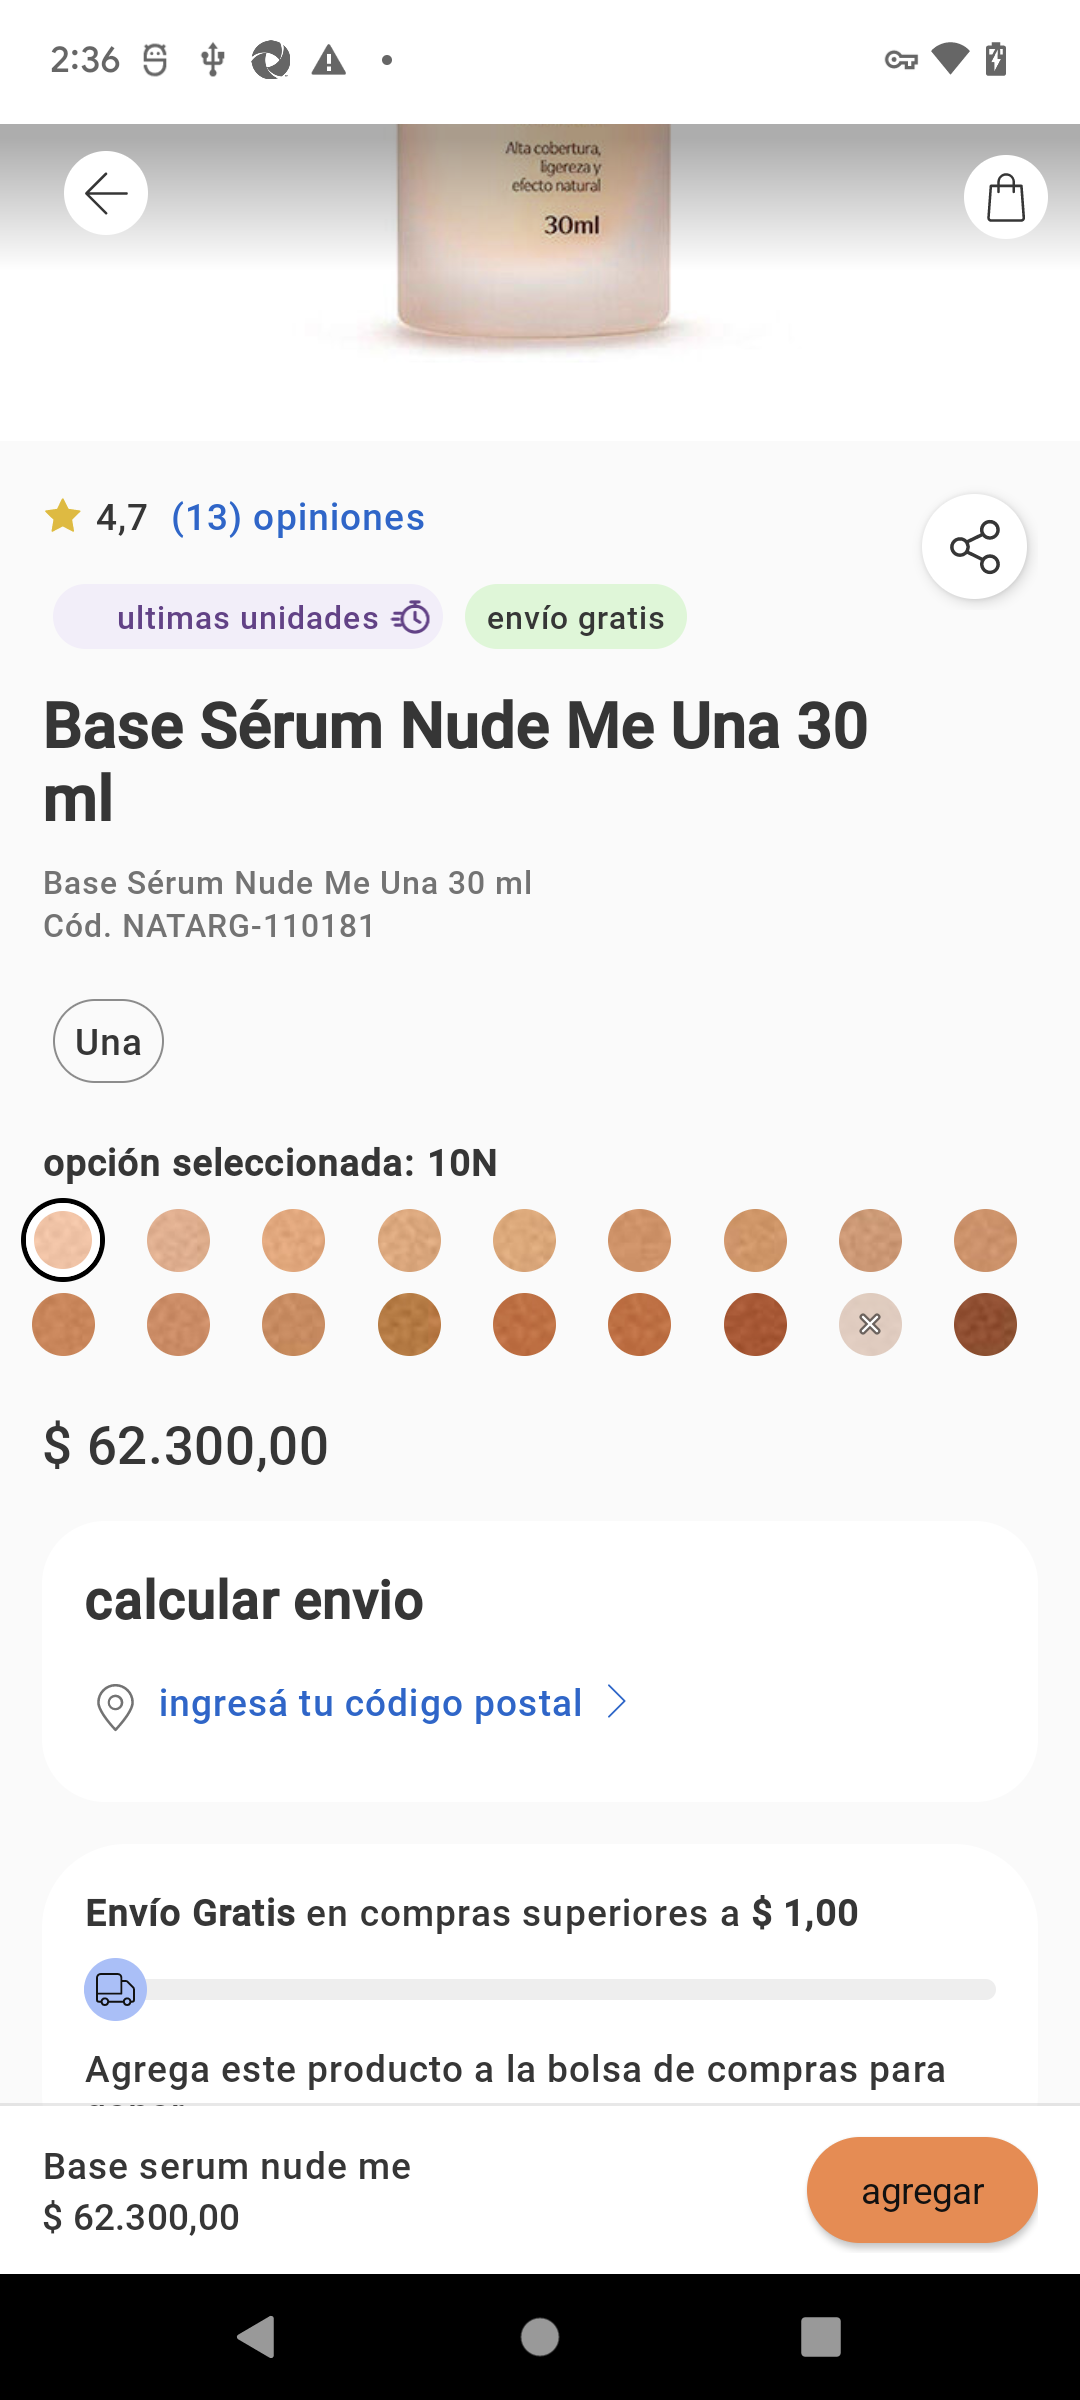 2:36
Alta cobertura,
ligereza y
efecto natural
30ml
4,7 (13) opiniones
ultimas unidades
envío gratis
Base Sérum Nude Me Una 30
ml
Base Sérum Nude Me Una 30 ml
Cód. NATARG-110181
Una
opción seleccionada: 10N
$ 62.300,00
calcular envio
ingresá tu código postal
Envío Gratis en compras superiores a $ 1,00
Agrega este producto a la bolsa de compras para
Base serum nude me
$ 62.300,00
agregar